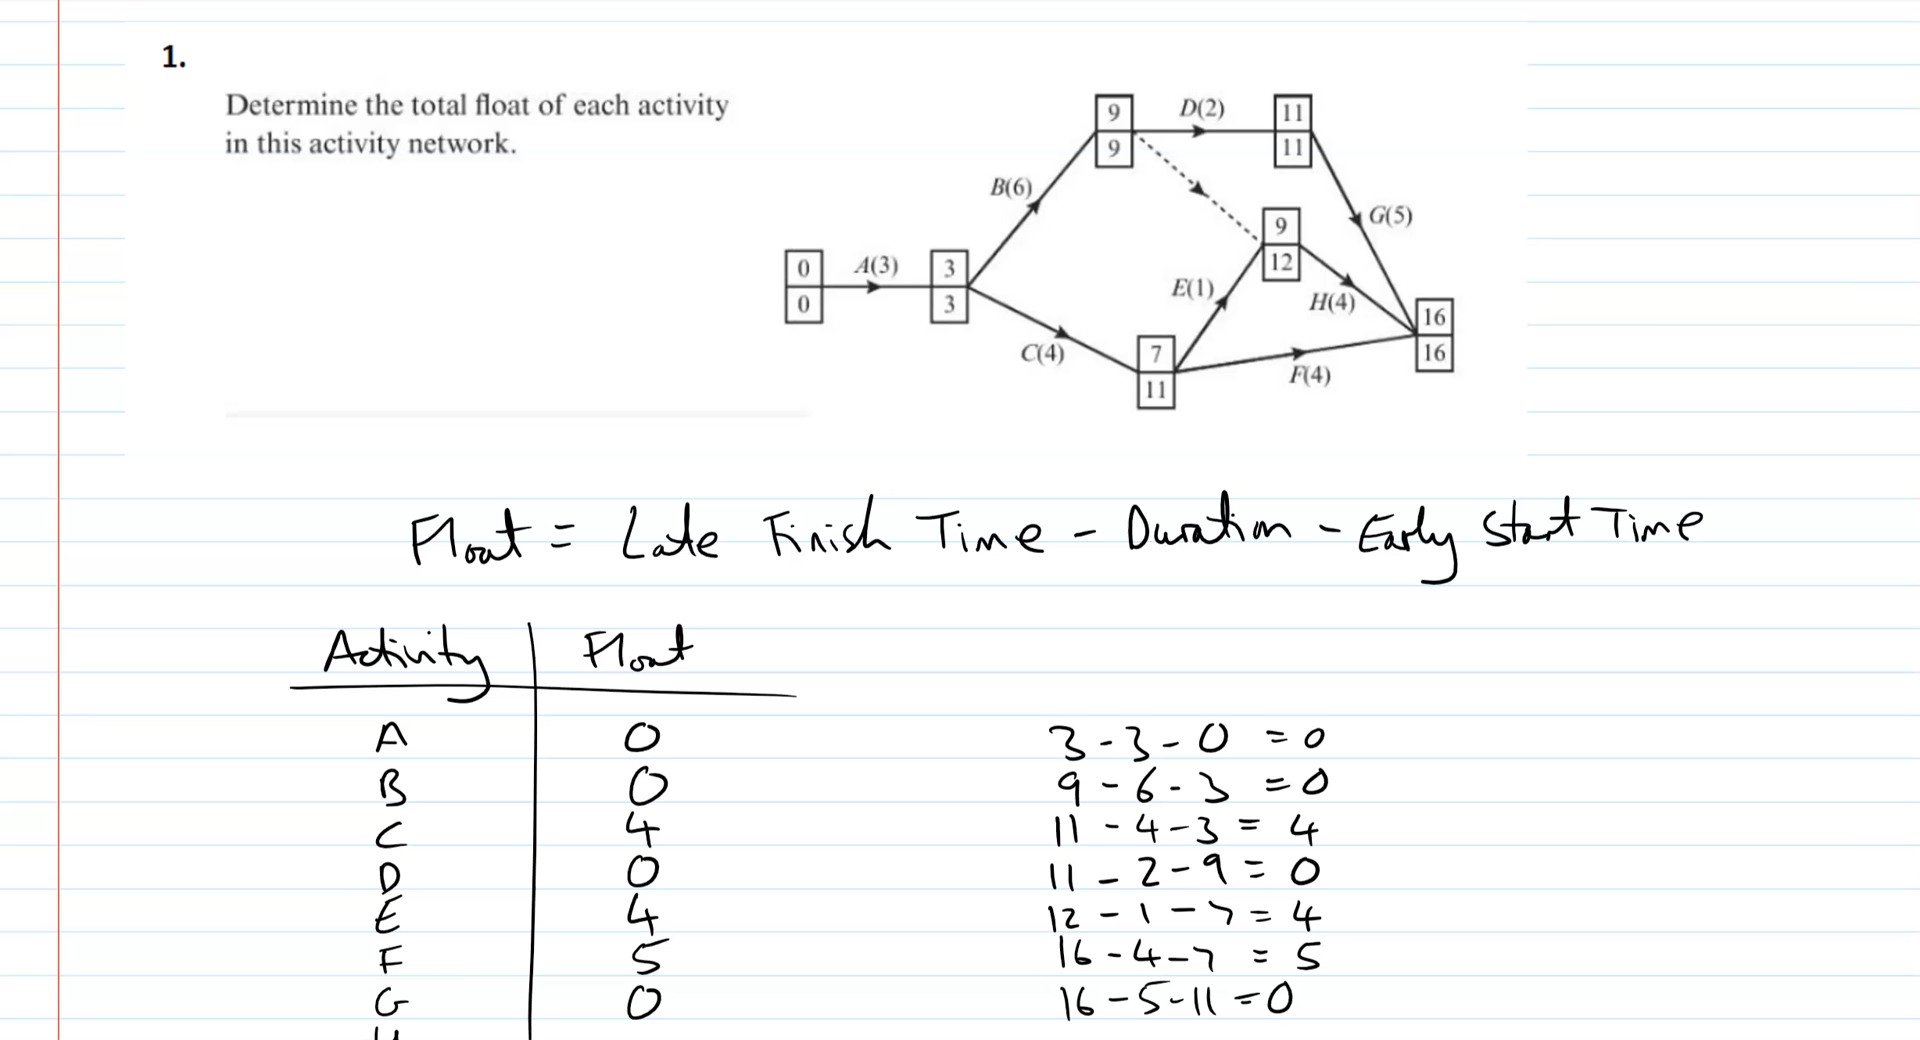 1.
Determine the total float of each activity
in this activity network.
9 D(2) 11
9 11
B(6)
9 G(5)
12
0 A(3) 3
0 3
E(1) H(4)
16
16
C(4) 7 F(4)
11
Float = Late Finish Time - Duration - Early Start Time
Activity Float
A 0 3 - 3 - 0 = 0
B 0 9 - 6 - 3 = 0
C 4 11 - 4 - 3 = 4
D 0 11 - 2 - 9 = 0
E 4 12 - 1 - 7 = 4
F 5 16 - 4 - 7 = 5
G 0 16 - 5 - 11 = 0